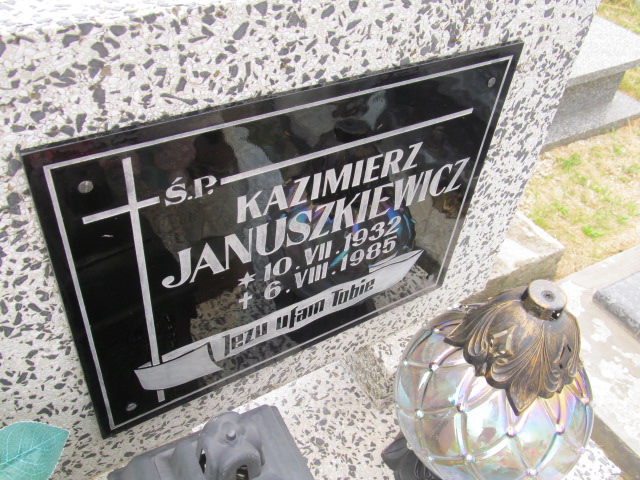 Ś.P.
KAZIMIERZ
JANUSZKIEWICZ
* 10. VII. 1932
✝ 6. VIII. 1985
Jezu ufam Tobie